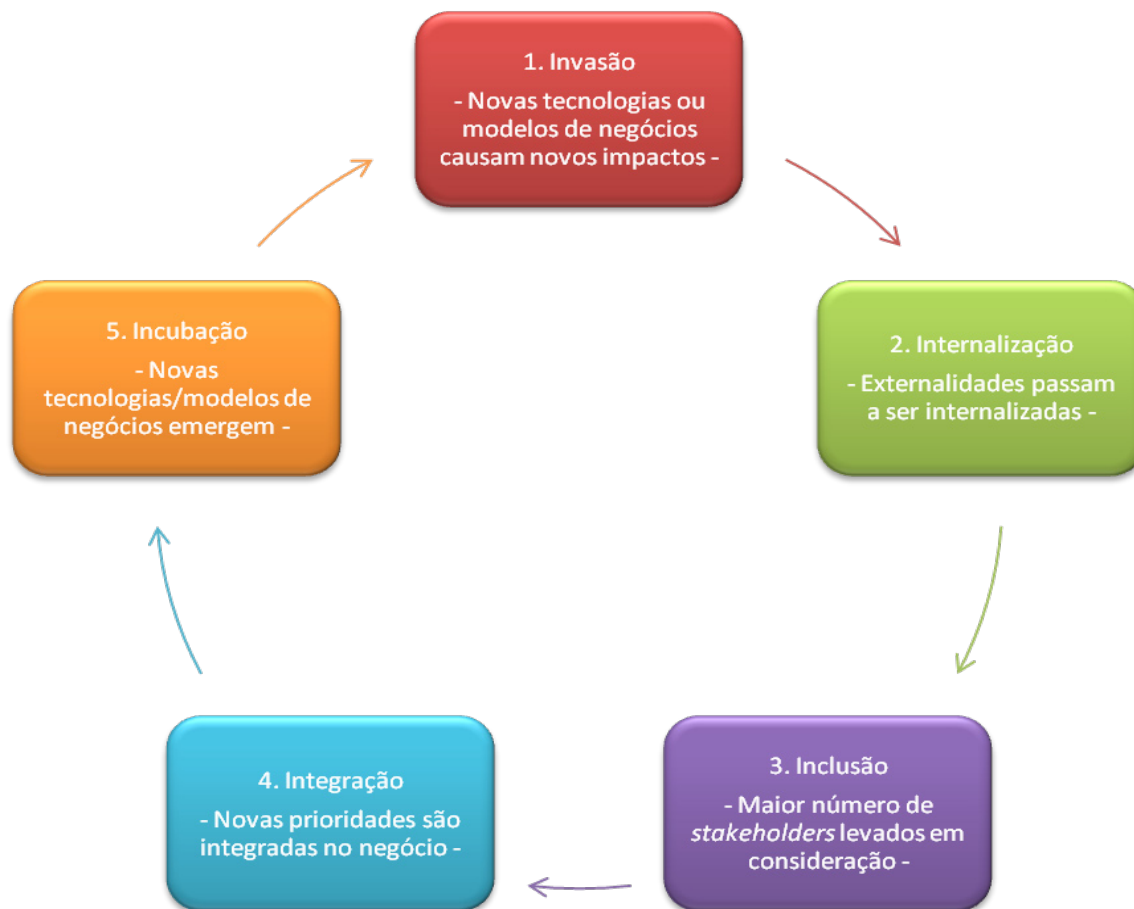 1. Invasão
- Novas tecnologias ou
modelos de negócios
causam novos impactos -
2. Internalização
- Externalidades passam
a ser internalizadas -
3. Inclusão
- Maior número de
stakeholders levados em
consideração -
4. Integração
- Novas prioridades são
integradas no negócio -
5. Incubação
- Novas
tecnologias/modelos de
negócios emergem -